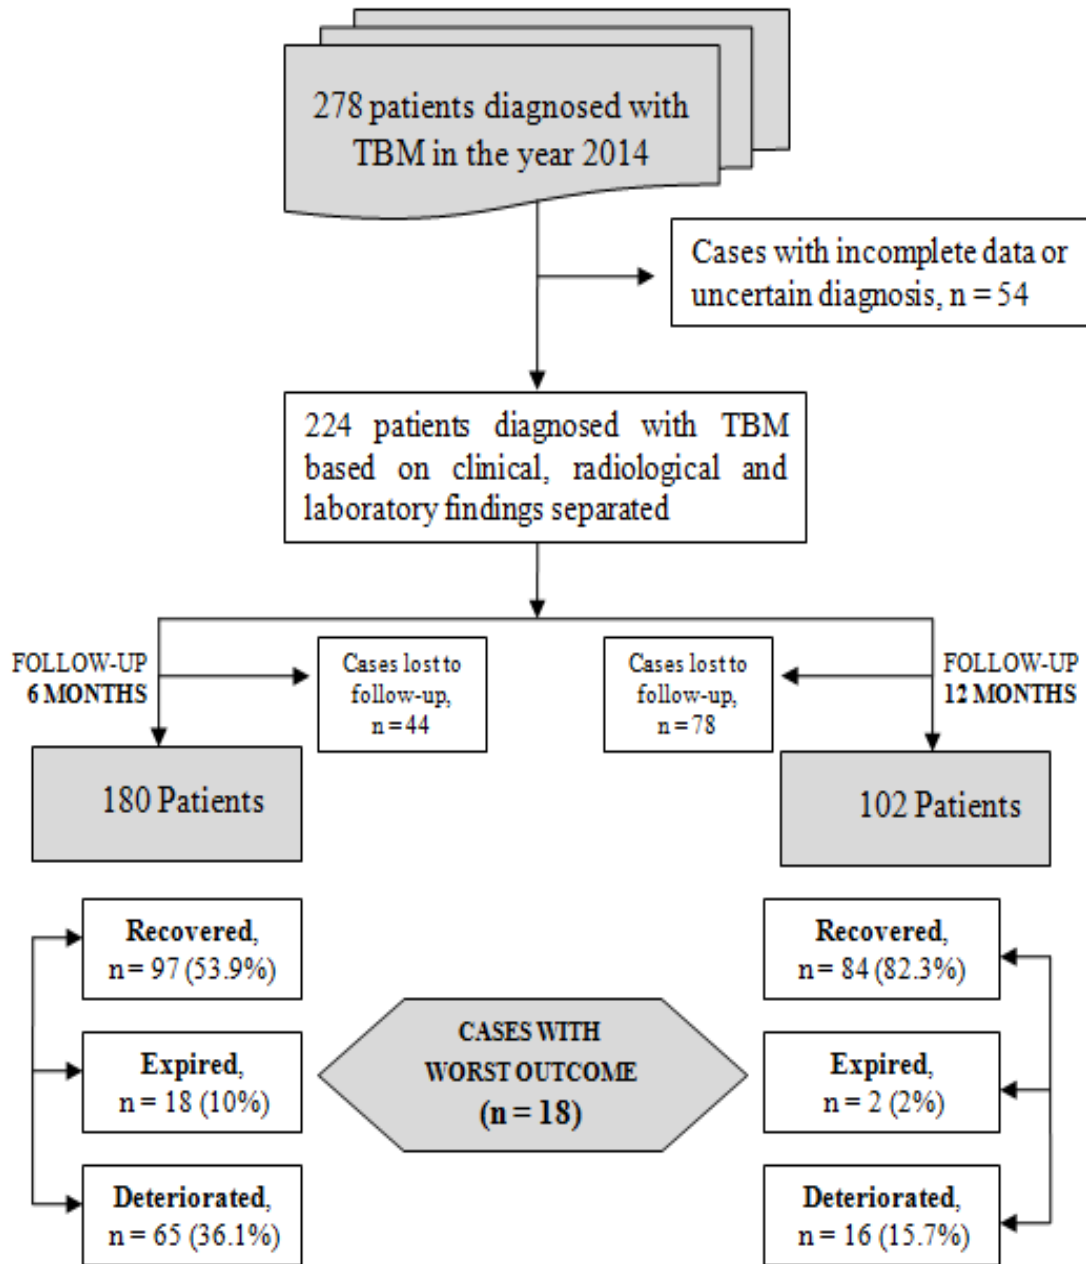 278 patients diagnosed with
TBM in the year 2014
Cases with incomplete data or
uncertain diagnosis, n = 54
224 patients diagnosed with TBM
based on clinical, radiological and
laboratory findings separated
FOLLOW-UP
6 MONTHS
Cases lost to
follow-up,
n = 44
Cases lost to
follow-up,
n = 78
FOLLOW-UP
12 MONTHS
180 Patients
102 Patients
Recovered,
n = 97 (53.9%)
Expired,
n = 18 (10%)
Deteriorated,
n = 65 (36.1%)
CASES WITH
WORST OUTCOME
(n = 18)
Recovered,
n = 84 (82.3%)
Expired,
n = 2 (2%)
Deteriorated,
n = 16 (15.7%)